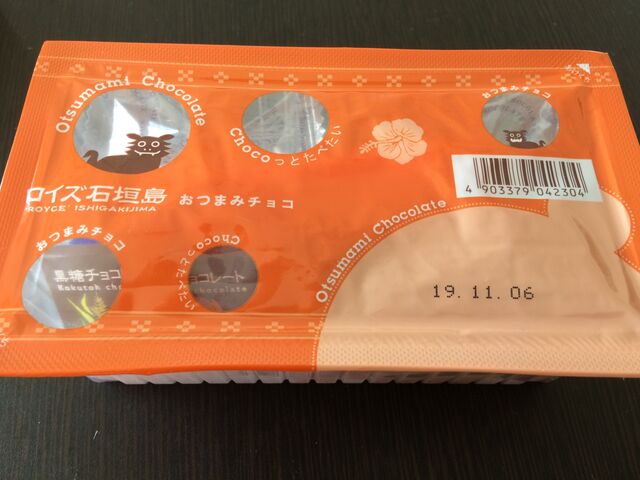 Otsumami Chocolate
Chocoっとたべたい
おつまみチョコ
4 903379 042304
ロイズ石垣島 おつまみチョコ
ROYCE' ISHIGAKIJIMA
おつまみチョコ
黒糖チョコ
Kokutoh cho
Chocoっとたべたい
ョコレート
chocolate
Otsumami Chocolate
19.11.06